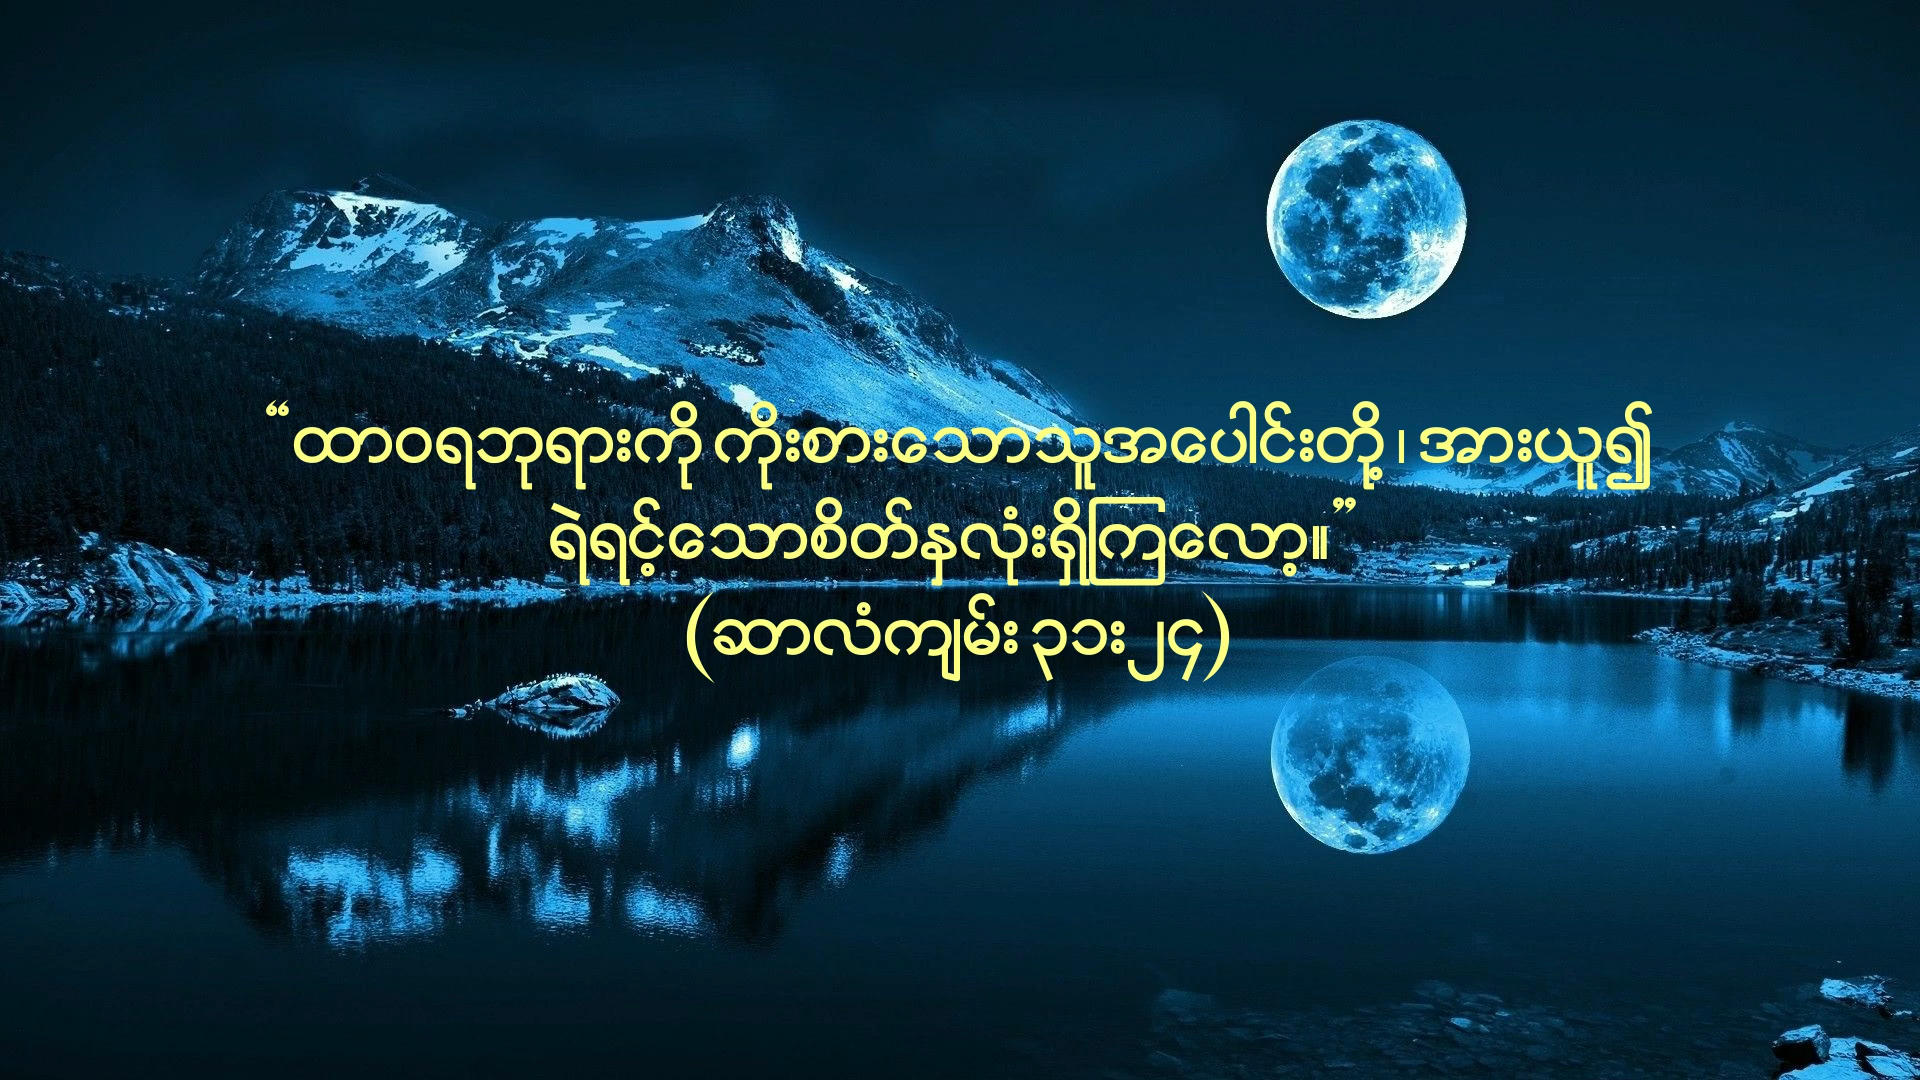 “ထာဝရဘုရားကို ကိုးစားသောသူအပေါင်းတို့၊ အားယူ၍
ရဲရင့်သောစိတ်နှလုံးရှိကြလော့။”
(ဆာလံကျမ်း ၃၁း၂၄)